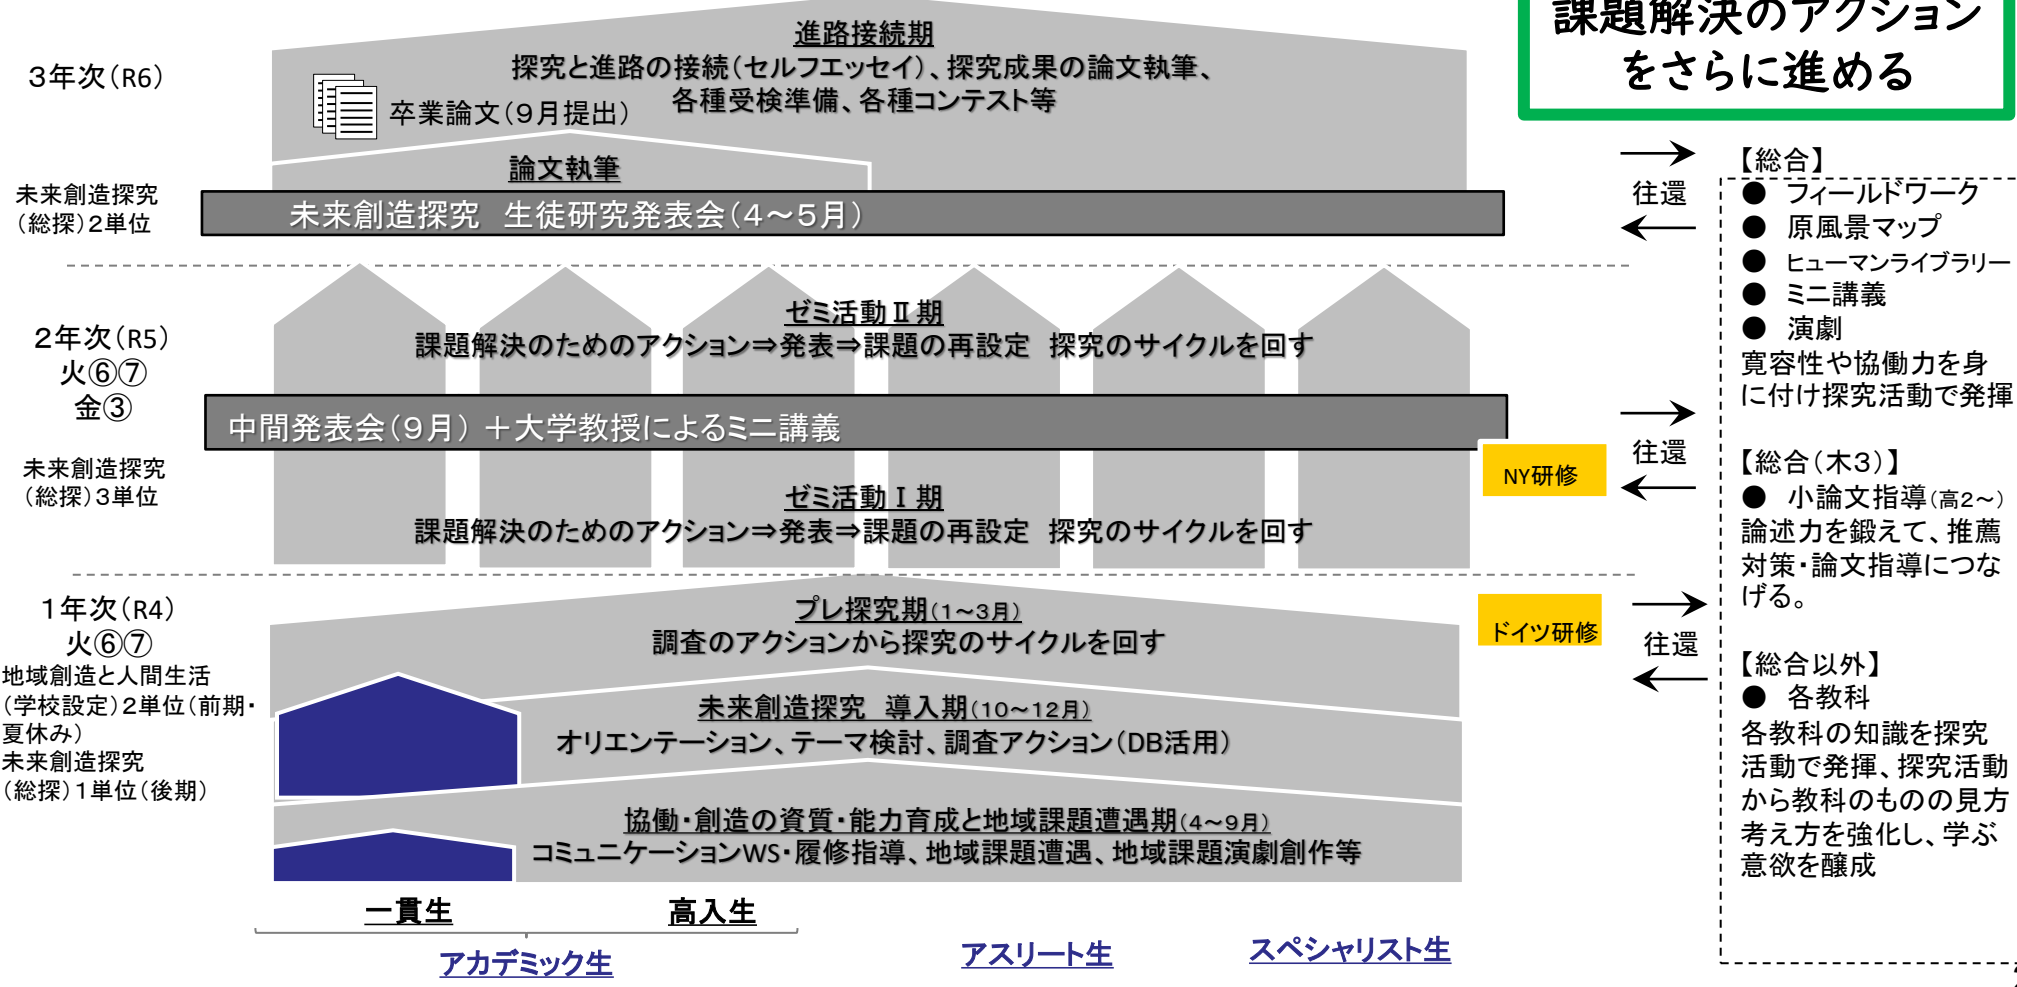 課題解決のアクション
をさらに進める
進路接続期
探究と進路の接続(セルフエッセイ)、探究成果の論文執筆、
各種受検準備、各種コンテスト等
3年次(R6)
卒業論文(9月提出)
論文執筆
未来創造探究
(総探)2単位
未来創造探究 生徒研究発表会(4~5月)
往還
【総合】
● フィールドワーク
● 原風景マップ
● ヒューマンライブラリー
● ミニ講義
● 演劇
寛容性や協働力を身
に付け探究活動で発揮
2年次(R5)
火⑥⑦
金③
ゼミ活動Ⅱ期
課題解決のためのアクション⇒発表⇒課題の再設定 探究のサイクルを回す
中間発表会(9月)+大学教授によるミニ講義
未来創造探究
(総探)3単位
ゼミ活動Ⅰ期
課題解決のためのアクション⇒発表⇒課題の再設定 探究のサイクルを回す
NY研修
往還
【総合(木3)】
● 小論文指導(高2~)
論述力を鍛えて、推薦
対策・論文指導につな
げる。
1年次(R4)
火⑥⑦
地域創造と人間生活
(学校設定)2単位(前期・
夏休み)
未来創造探究
(総探)1単位(後期)
プレ探究期(1~3月)
調査のアクションから探究のサイクルを回す
ドイツ研修
往還
未来創造探究 導入期(10~12月)
オリエンテーション、テーマ検討、調査アクション(DB活用)
協働・創造の資質・能力育成と地域課題遭遇期(4~9月)
コミュニケーションWS・履修指導、地域課題遭遇、地域課題演劇創作等
【総合以外】
● 各教科
各教科の知識を探究
活動で発揮、探究活動
から教科のものの見方
考え方を強化し、学ぶ
意欲を醸成
一貫生
高入生
アカデミック生
アスリート生
スペシャリスト生